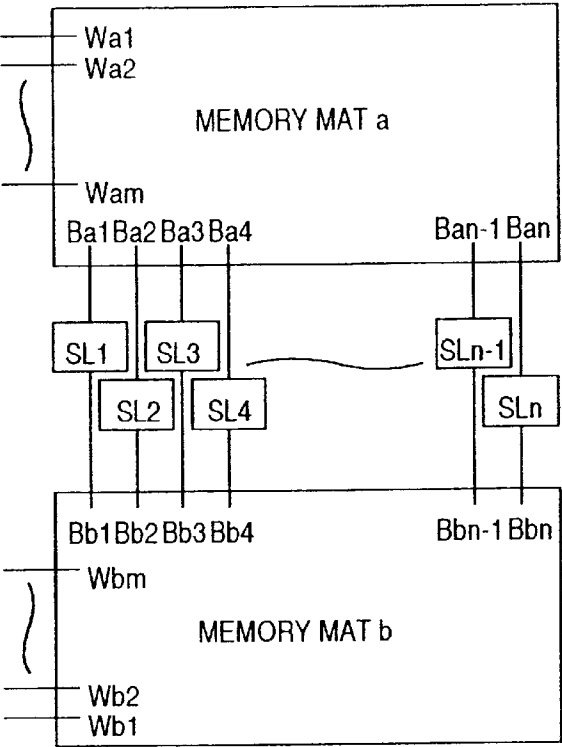 Wa1
Wa2
MEMORY MAT a
Wam
Ba1 Ba2 Ba3 Ba4 Ban-1 Ban
SL1 SL3 SLn-1
SL2 SL4 SLn
Bb1 Bb2 Bb3 Bb4 Bbn-1 Bbn
Wbm
MEMORY MAT b
Wb2
Wb1